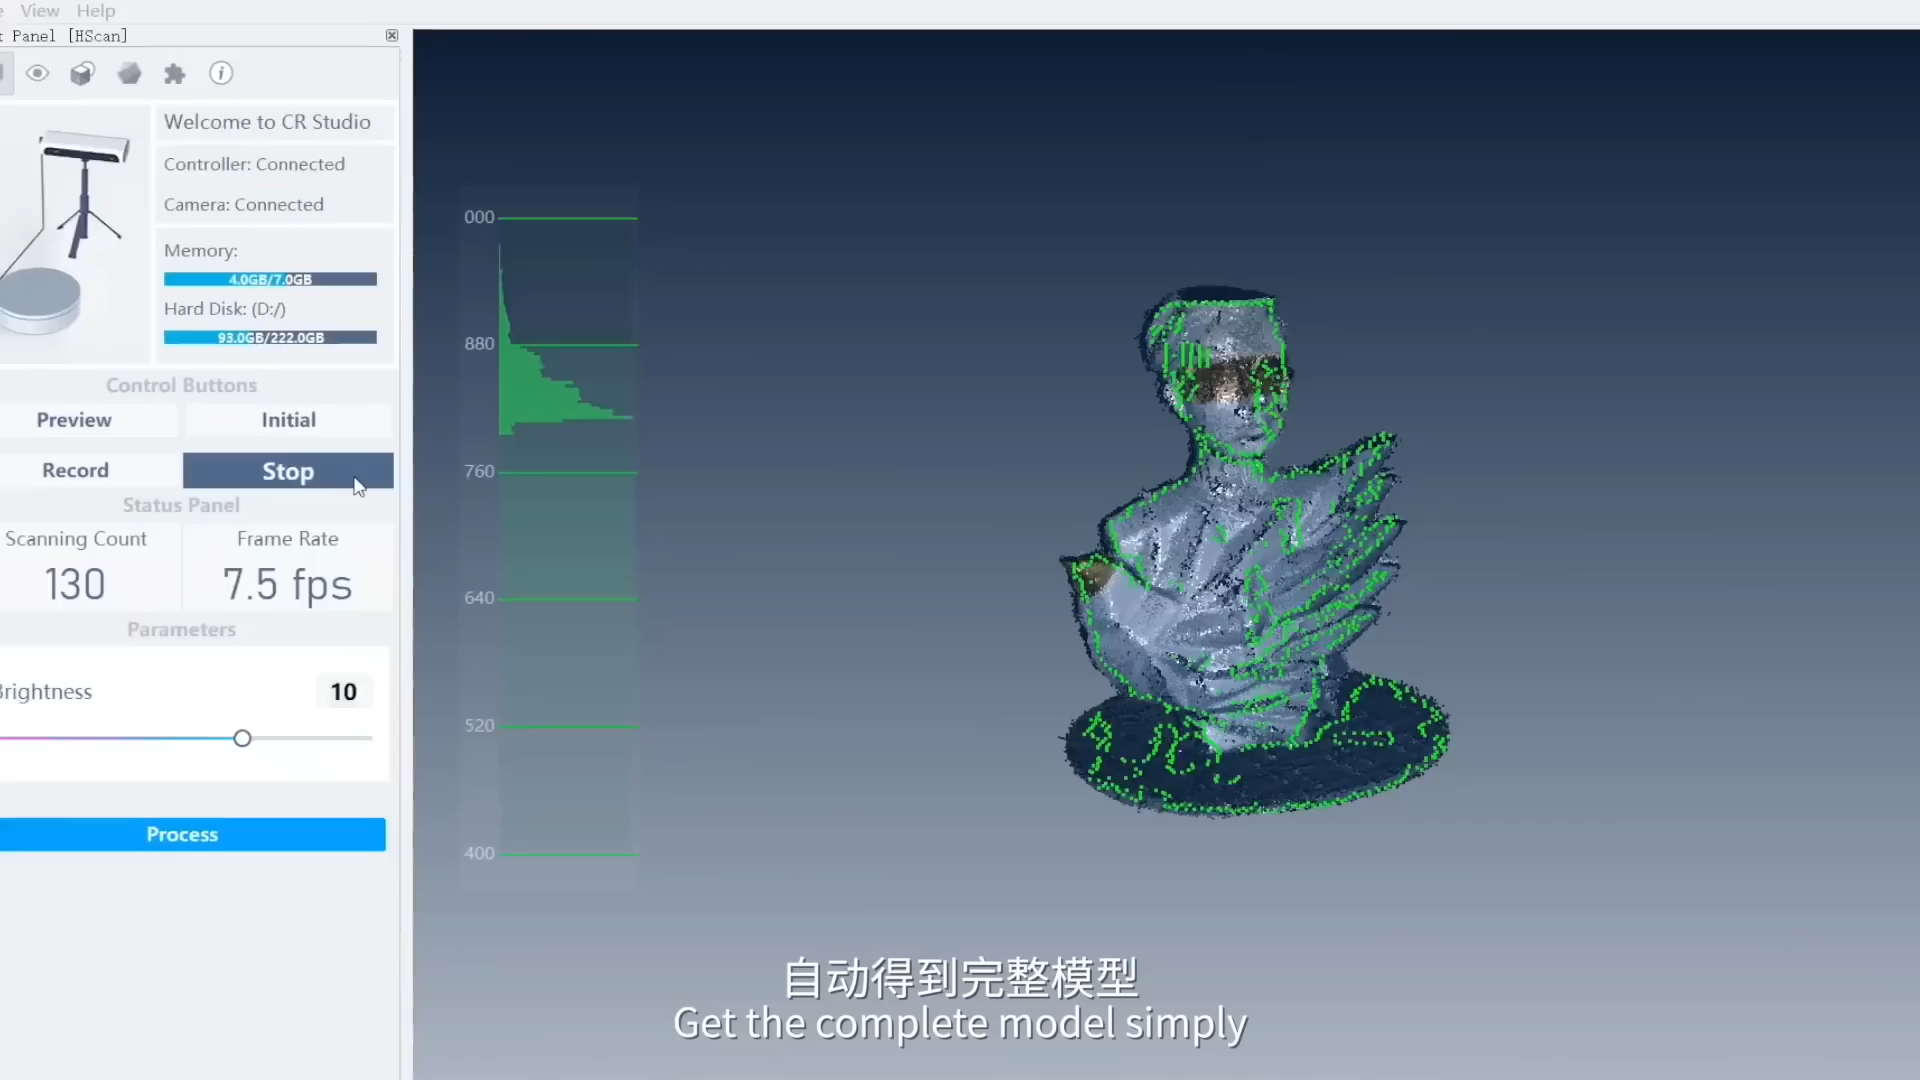 View Help
Panel [HScan]
Welcome to CR Studio
Controller: Connected
Camera: Connected
Memory:
4.0GB/7.0GB
Hard Disk: (D:/)
93.0GB/222.0GB
Control Buttons
Preview Initial
Record Stop
Status Panel
Scanning Count Frame Rate
130 7.5 fps
Parameters
Brightness 10
Process
000
880
760
640
520
400
自动得到完整模型
Get the complete model simply